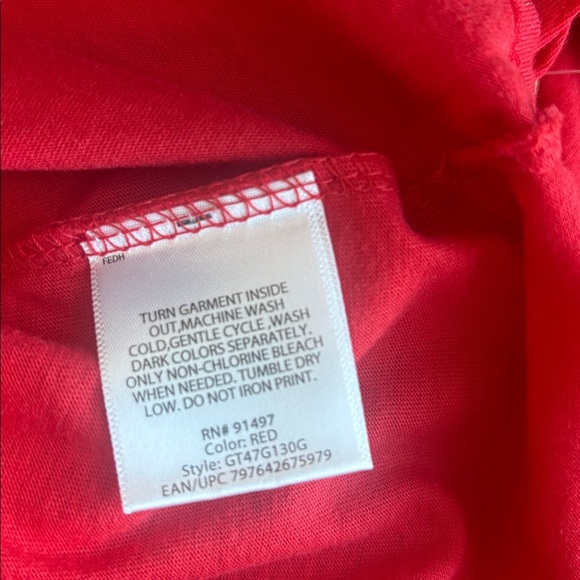 FEDH
TURN GARMENT INSIDE
OUT,MACHINE WASH
COLD,GENTLE CYCLE ,WASH
DARK COLORS SEPARATELY.
ONLY NON-CHLORINE BLEACH
WHEN NEEDED. TUMBLE DRY
LOW. DO NOT IRON PRINT.
RN# 91497
Color: RED
Style: GT47G130G
EAN/UPC 797642675979